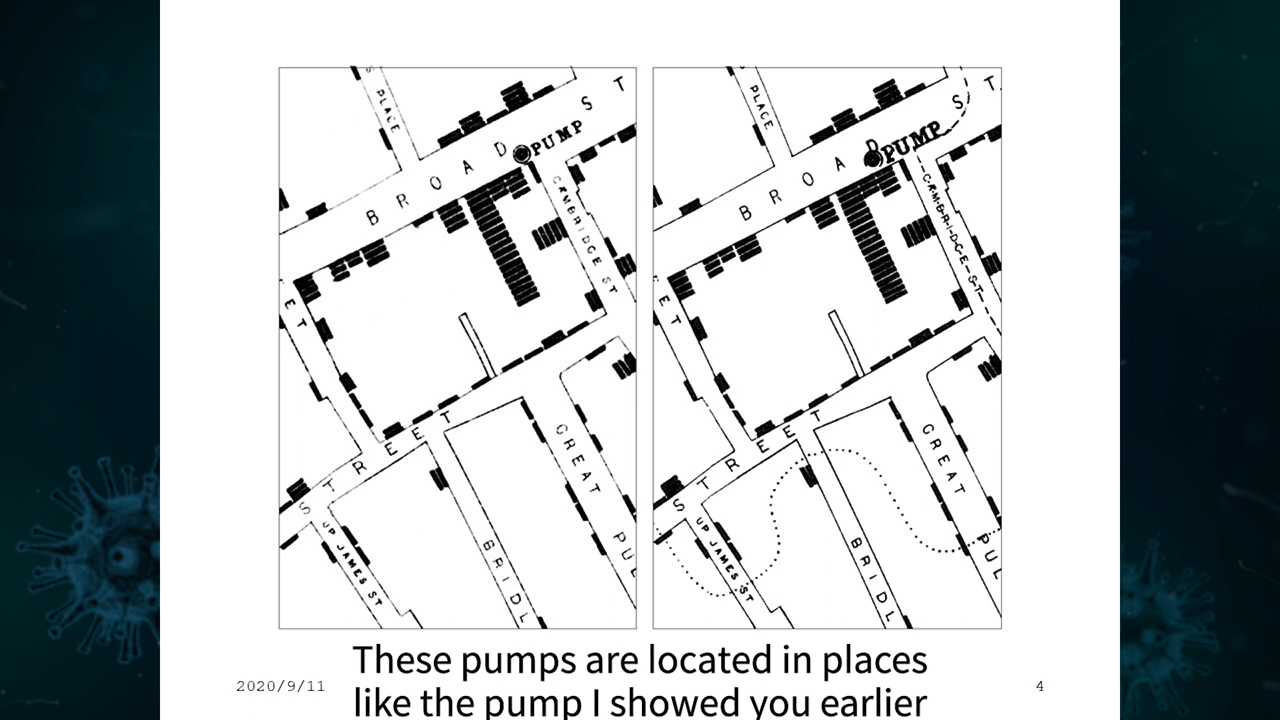 S PLACE
BROAD ST
PUMP
CAMBRIDGE ST
ET
STREET
UP JAMES ST
BRIDL
GREAT
PUL
PLACE
BROAD ST.
PUMP
CAMBRIDGE-ST
ET
STREET
UP JAMES ST
BRIDL
GREAT
PUL
These pumps are located in places
like the pump I showed you earlier
2020/9/11
4